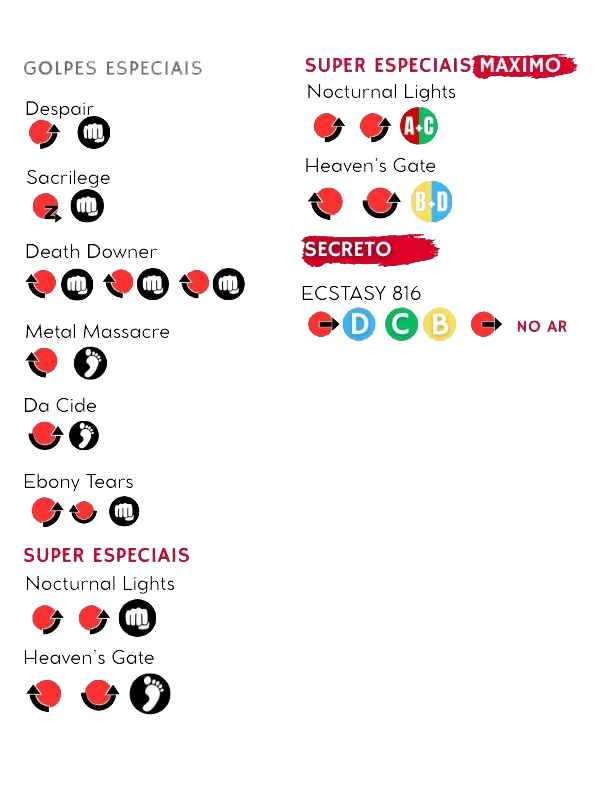 GOLPES ESPECIAIS
Despair
Sacrilege
Z
Death Downer
Metal Massacre
Da Cide
Ebony Tears
SUPER ESPECIAIS
Nocturnal Lights
Heaven's Gate
SUPER ESPECIAIS MAXIMO
Nocturnal Lights
A+C
Heaven's Gate
B+D
SECRETO
ECSTASY 816
D C B NO AR